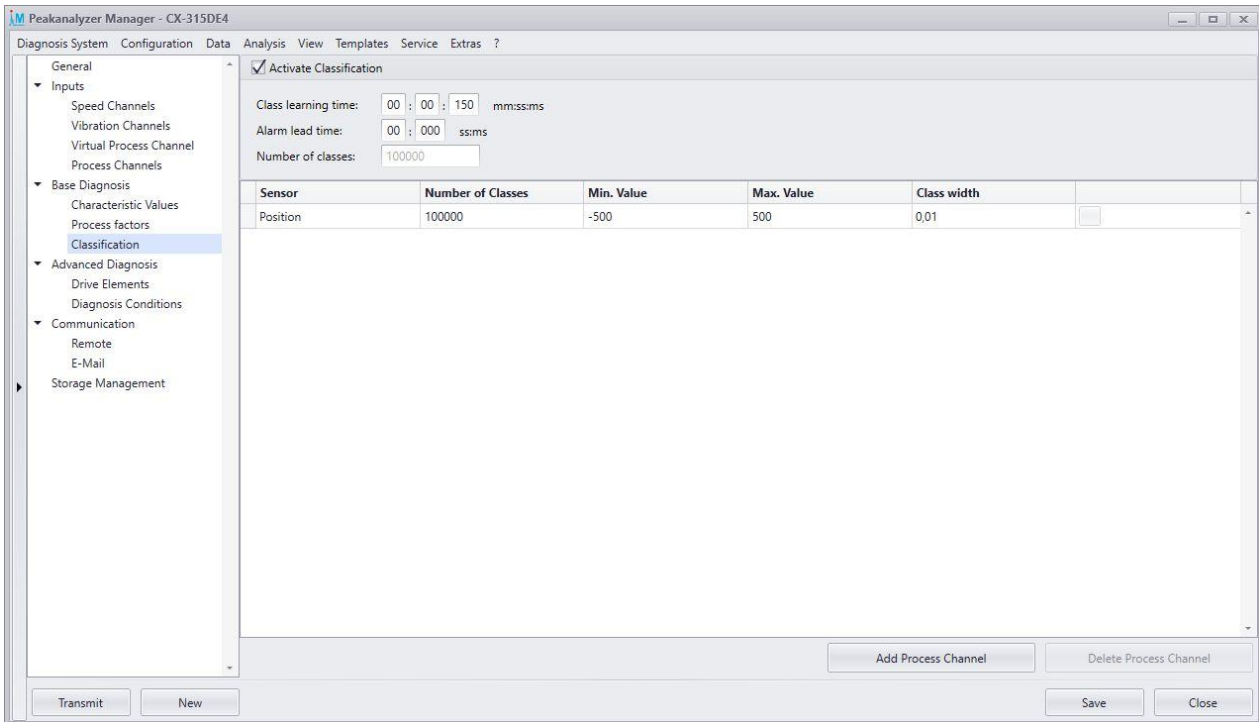 Peakanalyzer Manager - CX-315DE4
Diagnosis System Configuration Data Analysis View Templates Service Extras ?
General
Inputs
Speed Channels
Vibration Channels
Virtual Process Channel
Process Channels
Base Diagnosis
Characteristic Values
Process factors
Classification
Advanced Diagnosis
Drive Elements
Diagnosis Conditions
Communication
Remote
E-Mail
Storage Management
Activate Classification
Class learning time: 00 : 00 : 150 mm:ss:ms
Alarm lead time: 00 : 000 ss:ms
Number of classes: 100000
Sensor Number of Classes Min. Value Max. Value Class width
Position 100000 -500 500 0,01
Add Process Channel Delete Process Channel
Transmit New Save Close